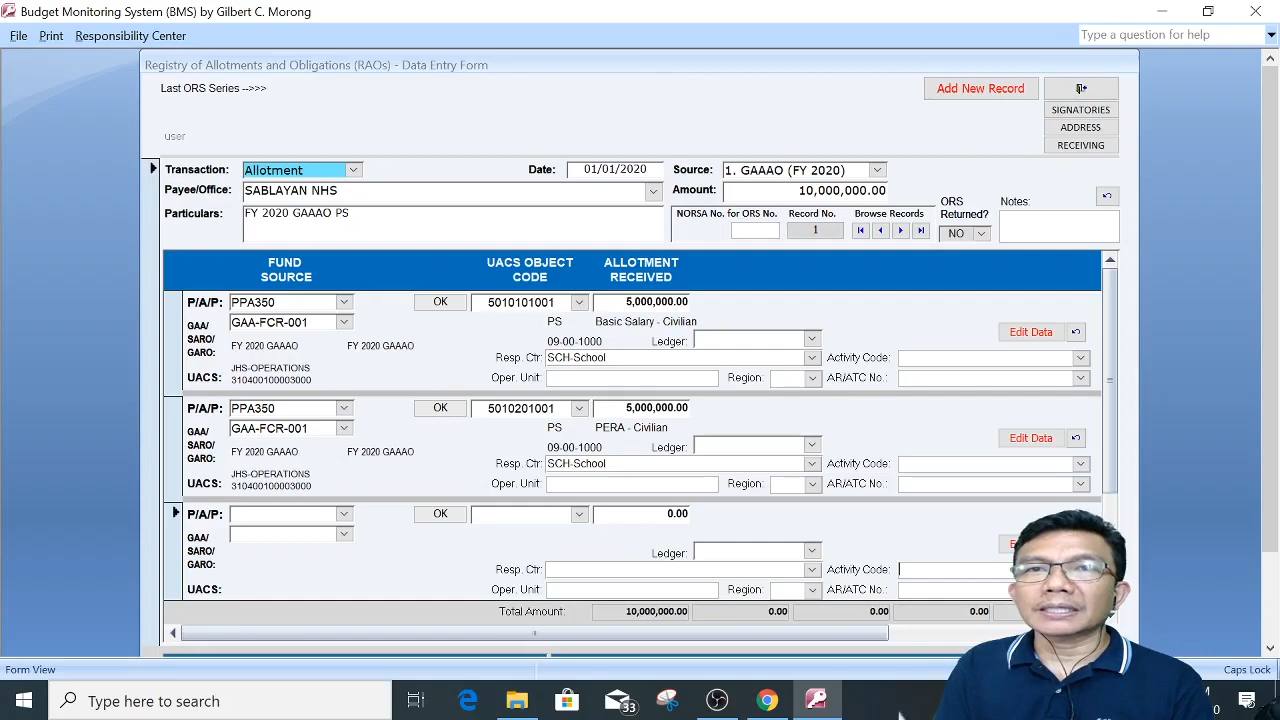 Budget Monitoring System (BMS) by Gilbert C. Morong
File Print Responsibility Center Type a question for help
Registry of Allotments and Obligations (RAOs) - Data Entry Form
Last ORS Series -->>> Add New Record
SIGNATORIES
ADDRESS
user
RECEIVING
Transaction: Allotment Date: 01/01/2020 Source: 1. GAAAO (FY 2020)
Payee/Office: SABLAYAN NHS Amount: 10,000,000.00
Particulars: FY 2020 GAAAO PS NORSA No. for ORS No. Record No. Browse Records ORS Returned? Notes:
1 NO
FUND SOURCE UACS OBJECT CODE ALLOTMENT RECEIVED
P/A/P: PPA350 OK 5010101001 5,000,000.00
GAA/ SARO/ GARO: GAA-FCR-001 PS Basic Salary - Civilian
FY 2020 GAAAO FY 2020 GAAAO 09-00-1000 Ledger: Edit Data
JHS-OPERATIONS Resp. Ctr: SCH-School Activity Code:
UACS: 310400100003000 Oper. Unit: Region: AR/ATC No.:
P/A/P: PPA350 OK 5010201001 5,000,000.00
GAA/ SARO/ GARO: GAA-FCR-001 PS PERA - Civilian
FY 2020 GAAAO FY 2020 GAAAO 09-00-1000 Ledger: Edit Data
JHS-OPERATIONS Resp. Ctr: SCH-School Activity Code:
UACS: 310400100003000 Oper. Unit: Region: AR/ATC No.:
P/A/P: OK 0.00
GAA/ SARO/ GARO: Ledger:
Resp. Ctr: Activity Code:
UACS: Oper. Unit: Region: AR/ATC No.:
Total Amount: 10,000,000.00 0.00 0.00 0.00
Form View Caps Lock
Type here to search 33